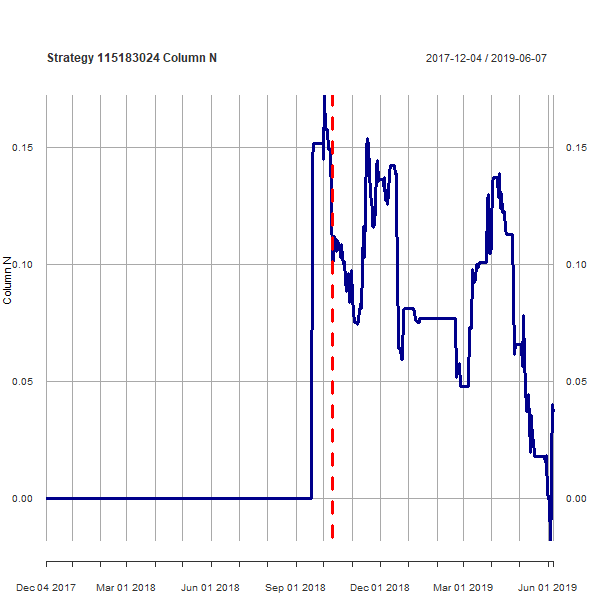 Strategy 115183024 Column N
2017-12-04 / 2019-06-07
0.15
0.15
0.10
0.10
Column N
0.05
0.05
0.00
0.00
Dec 04 2017
Mar 01 2018
Jun 01 2018
Sep 01 2018
Dec 01 2018
Mar 01 2019
Jun 01 2019